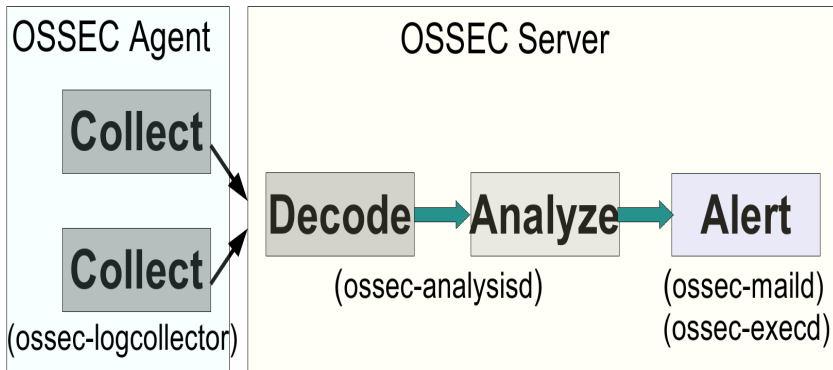 OSSEC Agent
Collect
Collect
(ossec-logcollector)
OSSEC Server
Decode
Analyze
Alert
(ossec-analysisd)
(ossec-maild)
(ossec-execd)